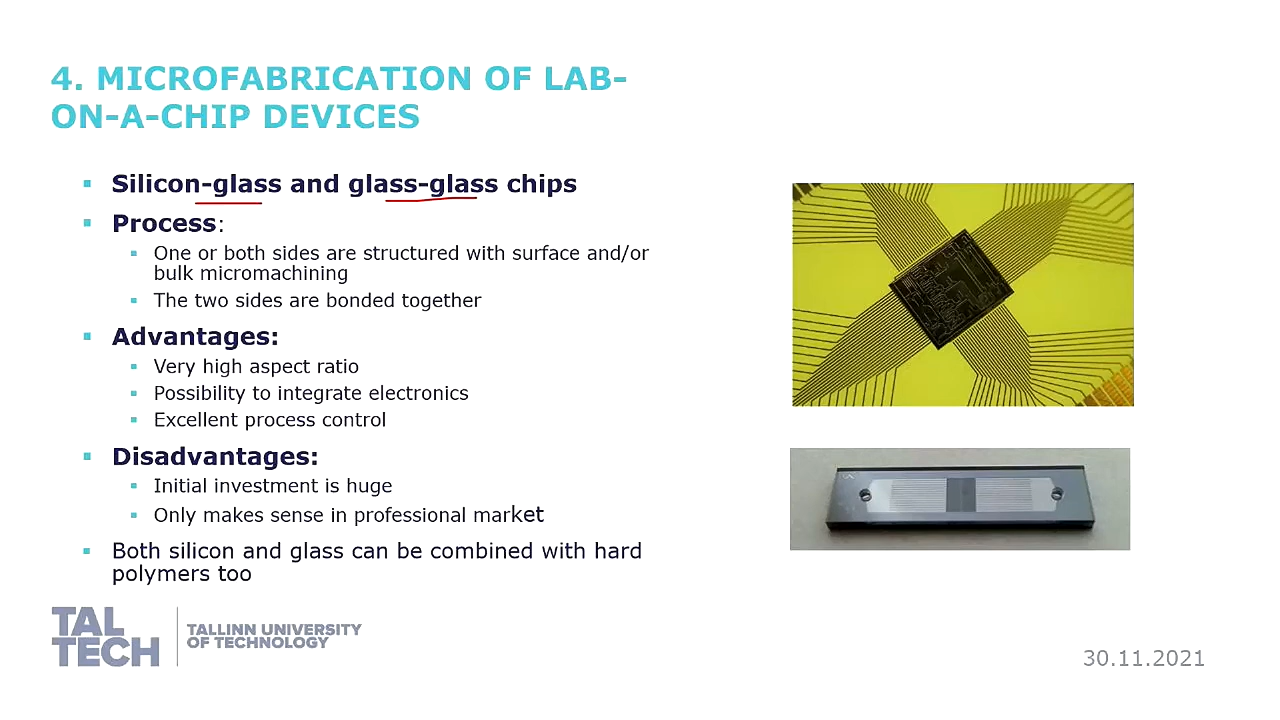 4. MICROFABRICATION OF LAB-
ON-A-CHIP DEVICES
Silicon-glass and glass-glass chips
Process:
One or both sides are structured with surface and/or
bulk micromachining
The two sides are bonded together
Advantages:
Very high aspect ratio
Possibility to integrate electronics
Excellent process control
Disadvantages:
Initial investment is huge
Only makes sense in professional market
Both silicon and glass can be combined with hard
polymers too
TAL
TECH
TALLINN UNIVERSITY
OF TECHNOLOGY
30.11.2021